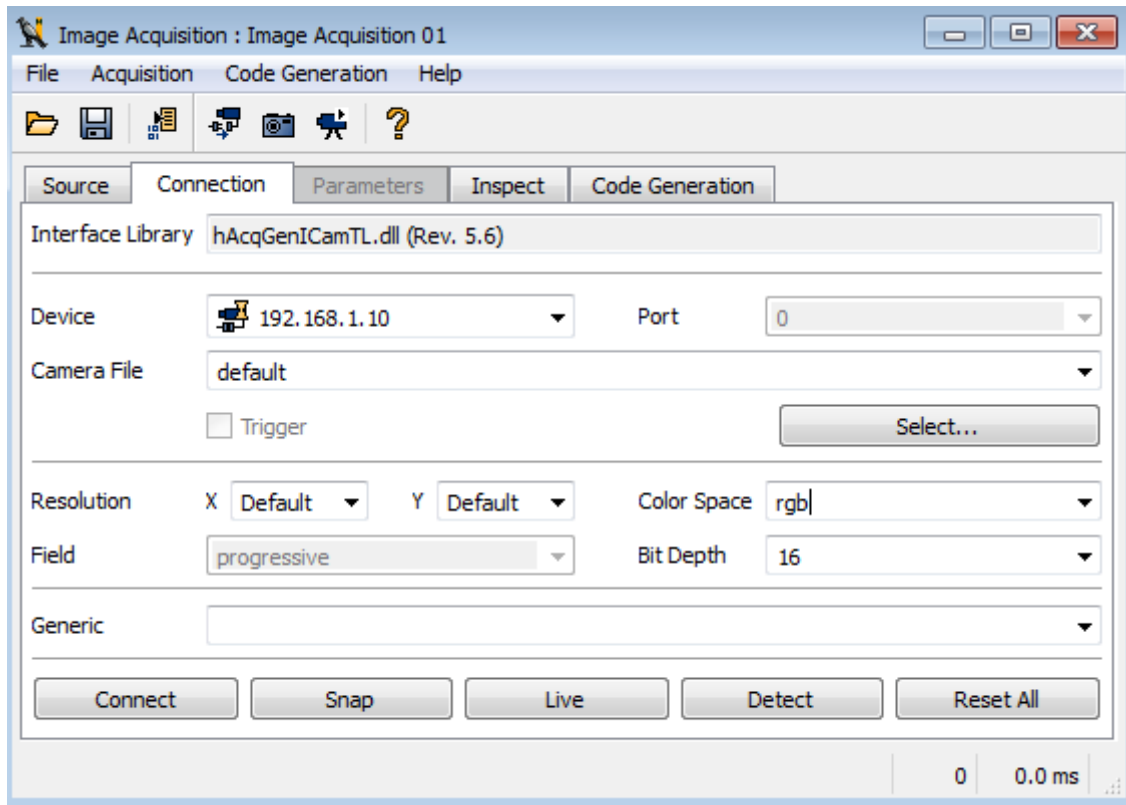 Image Acquisition : Image Acquisition 01
File Acquisition Code Generation Help
Source Connection Parameters Inspect Code Generation
Interface Library hAcqGenICamTL.dll (Rev. 5.6)
Device 192.168.1.10 Port 0
Camera File default
Trigger Select...
Resolution X Default Y Default Color Space rgb
Field progressive Bit Depth 16
Generic
Connect Snap Live Detect Reset All
0 0.0 ms